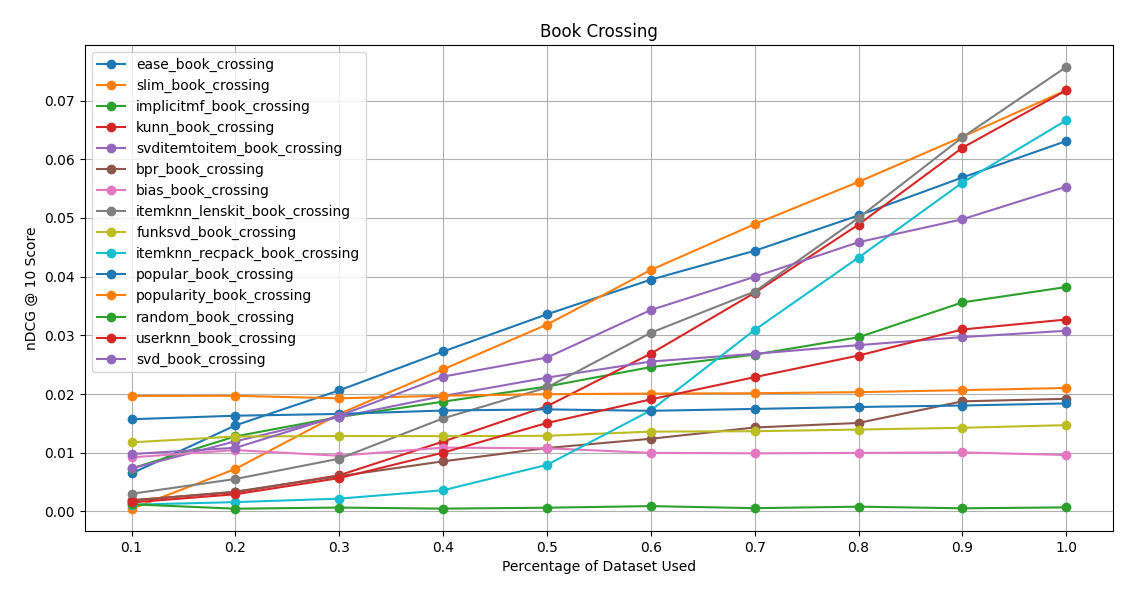 Book Crossing
ease_book_crossing
slim_book_crossing
implicitmf_book_crossing
kunn_book_crossing
svditemtoitem_book_crossing
bpr_book_crossing
bias_book_crossing
itemknn_lenskit_book_crossing
funksvd_book_crossing
itemknn_recpack_book_crossing
popular_book_crossing
popularity_book_crossing
random_book_crossing
userknn_book_crossing
svd_book_crossing
nDCG @ 10 Score
0.07
0.06
0.05
0.04
0.03
0.02
0.01
0.00
0.1 0.2 0.3 0.4 0.5 0.6 0.7 0.8 0.9 1.0
Percentage of Dataset Used